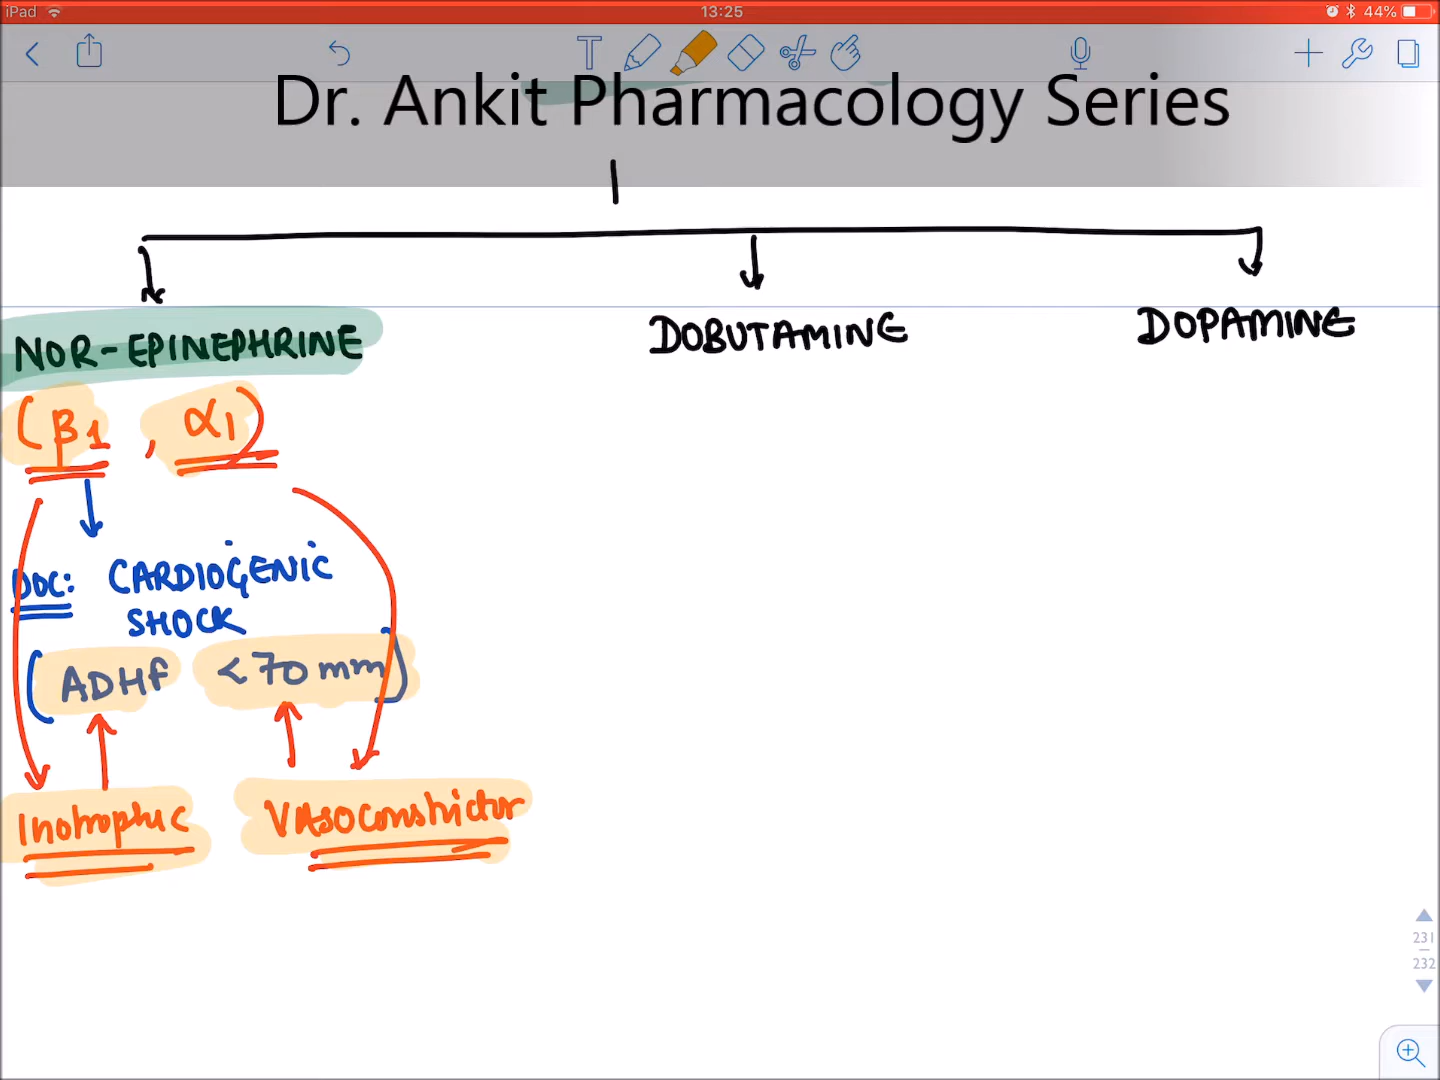 iPad 13:25 44%
Dr. Ankit Pharmacology Series
NOR-EPINEPHRINE
DOBUTAMINE
DOPAMINE
(β1, α1)
DOC: CARDIOGENIC
SHOCK
(ADHF <70 mm)
Inotrophic
VASOConstrictor
231
232